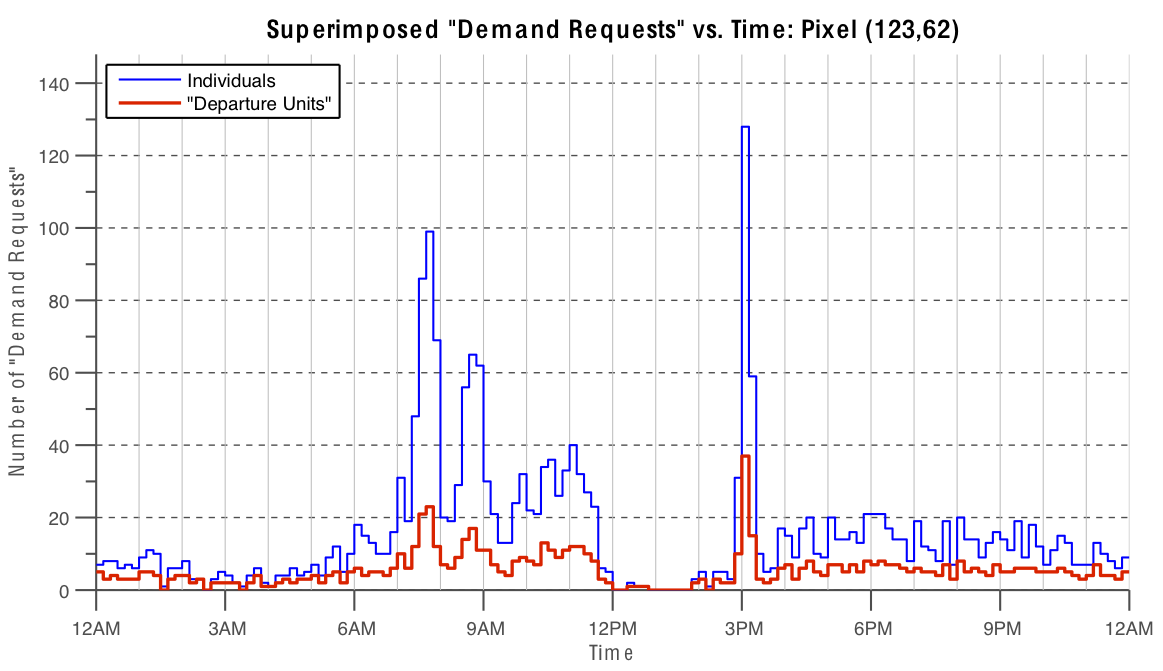 Superimposed "Demand Requests" vs. Time: Pixel (123,62)
Individuals
"Departure Units"
Number of "Demand Requests"
140
120
100
80
60
40
20
0
12AM 3AM 6AM 9AM 12PM 3PM 6PM 9PM 12AM
Time